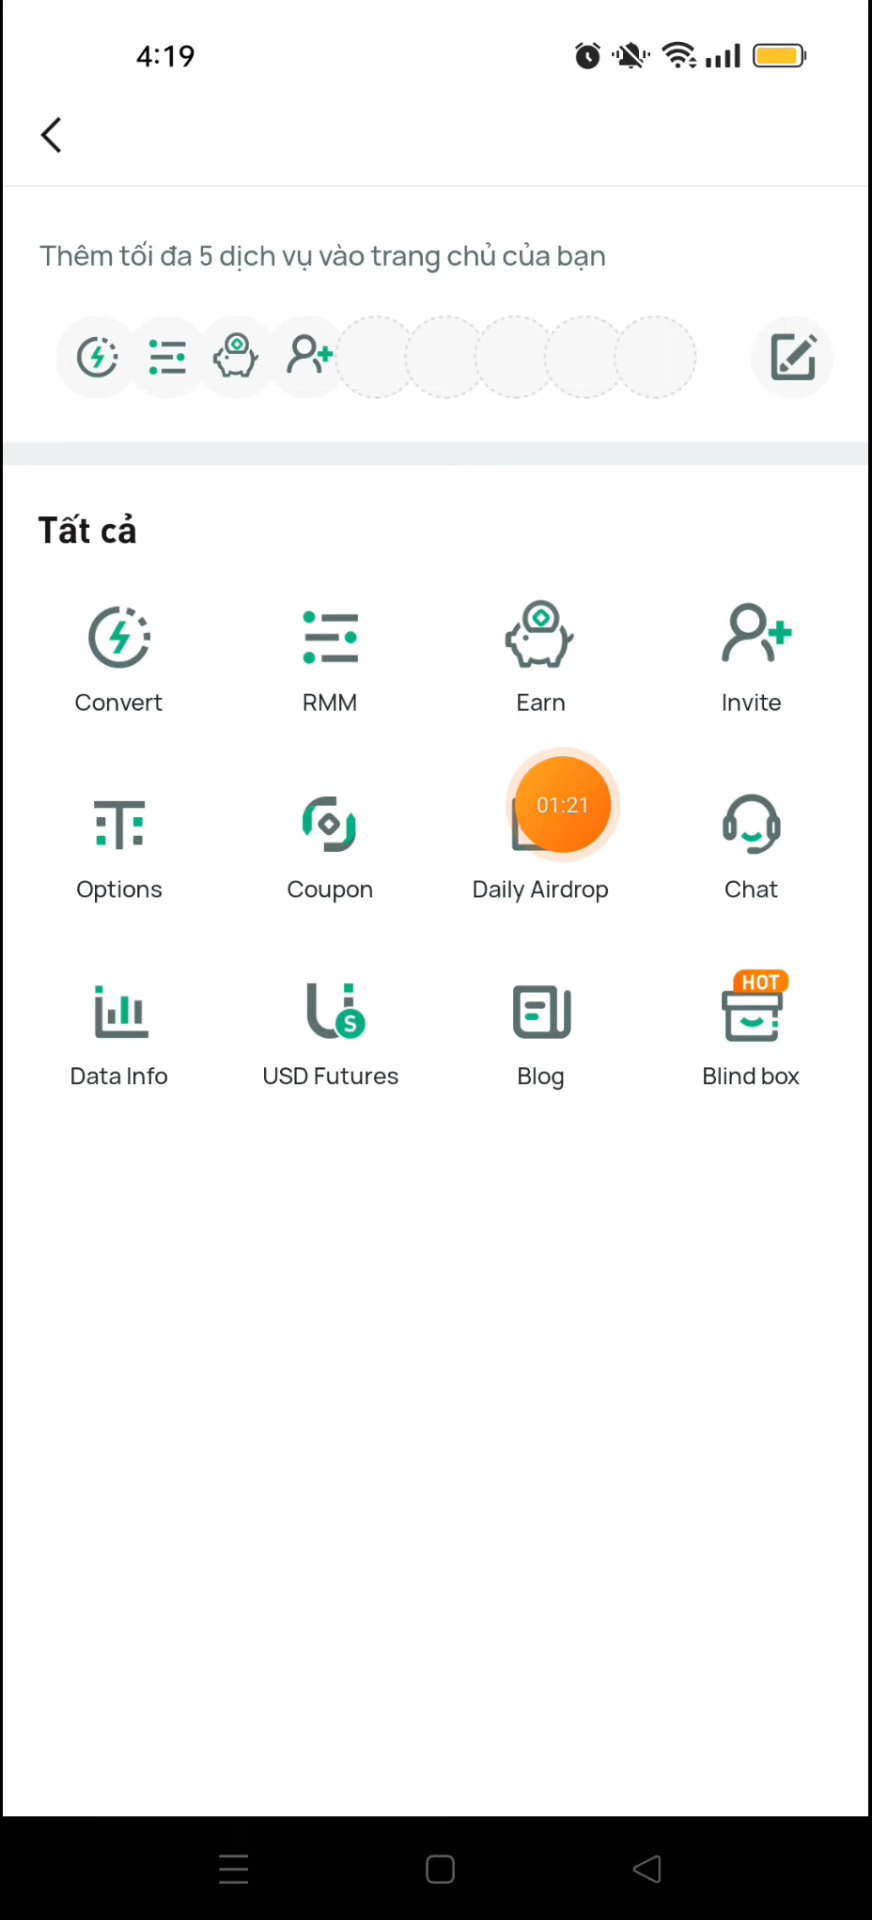 4:19
Thêm tối đa 5 dịch vụ vào trang chủ của bạn
Tất cả
Convert
RMM
Earn
Invite
01:21
Options
Coupon
Daily Airdrop
Chat
HOT
S
Data Info
USD Futures
Blog
Blind box